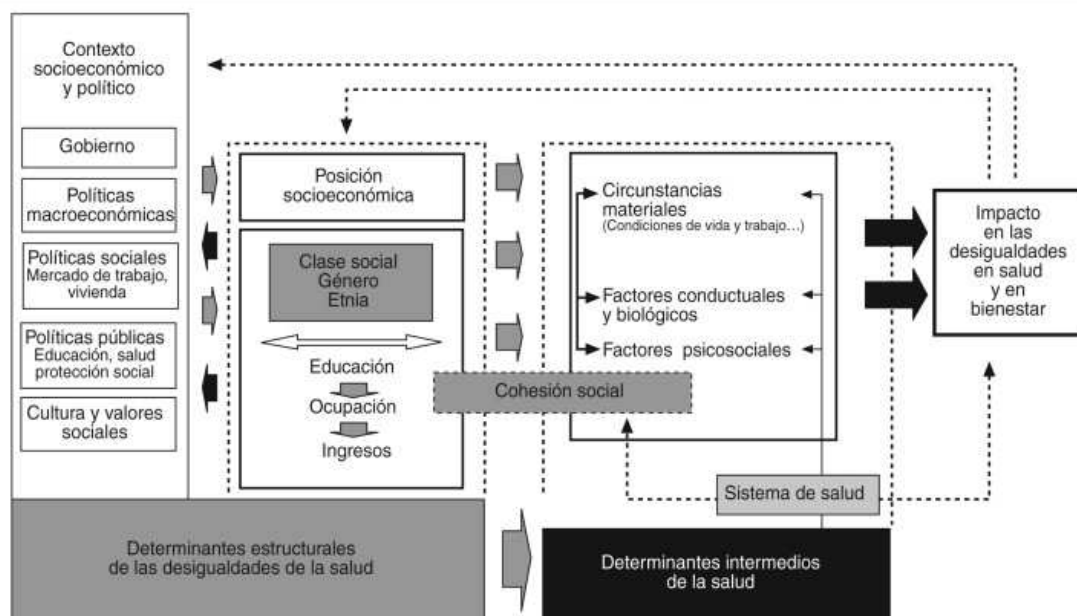 Contexto
socioeconómico
y político
Gobierno
Políticas
macroeconómicas
Políticas sociales
Mercado de trabajo,
vivienda
Políticas públicas
Educación, salud
protección social
Cultura y valores
sociales
Posición
socioeconómica
Clase social
Género
Etnia
Educación
Ocupación
Ingresos
Cohesión social
Circunstancias
materiales
(Condiciones de vida y trabajo...)
Factores conductuales
y biológicos
Factores psicosociales
Sistema de salud
Impacto
en las
desigualdades
en salud
y en
bienestar
Determinantes estructurales
de las desigualdades de la salud
Determinantes intermedios
de la salud